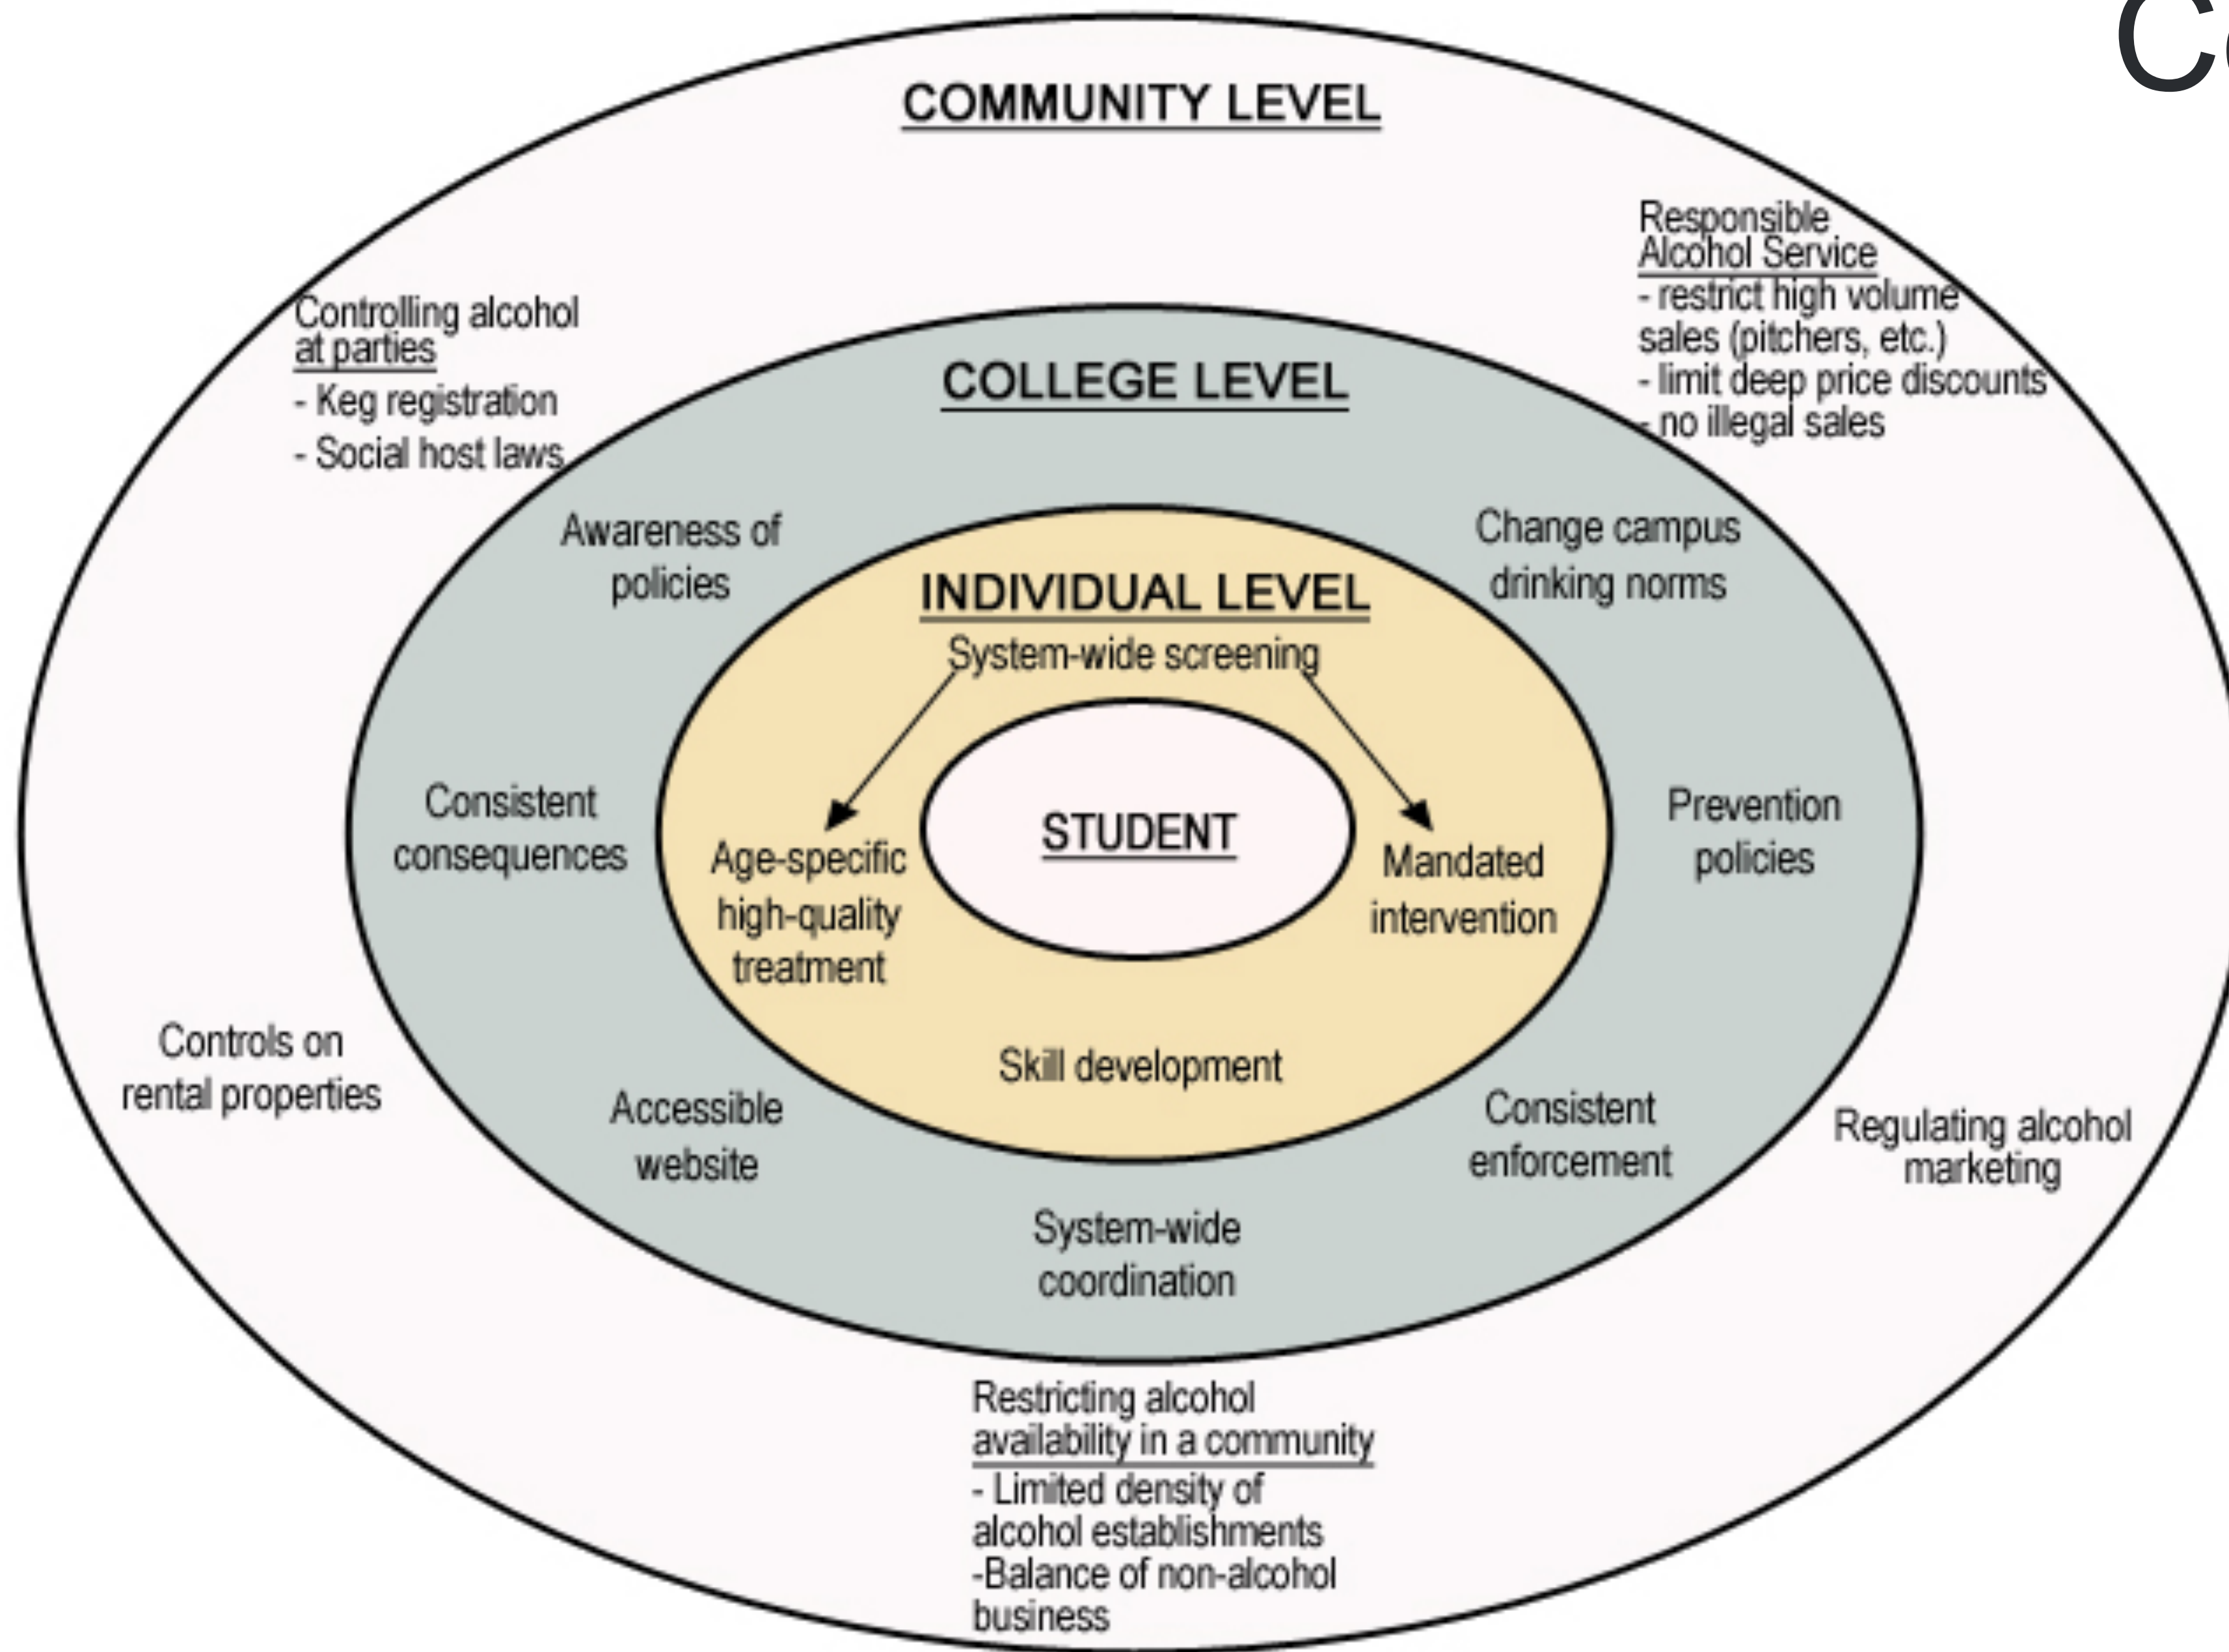 COMMUNITY LEVEL
Responsible
Alcohol Service
- restrict high volume
sales (pitchers, etc.)
- limit deep price discounts
- no illegal sales
Controlling alcohol
at parties
- Keg registration
- Social host laws
COLLEGE LEVEL
Awareness of
policies
Change campus
drinking norms
INDIVIDUAL LEVEL
System-wide screening
STUDENT
Consistent
consequences
Age-specific
high-quality
treatment
Mandated
intervention
Prevention
policies
Skill development
Controls on
rental properties
Accessible
website
Consistent
enforcement
Regulating alcohol
marketing
System-wide
coordination
Restricting alcohol
availability in a community
- Limited density of
alcohol establishments
-Balance of non-alcohol
business